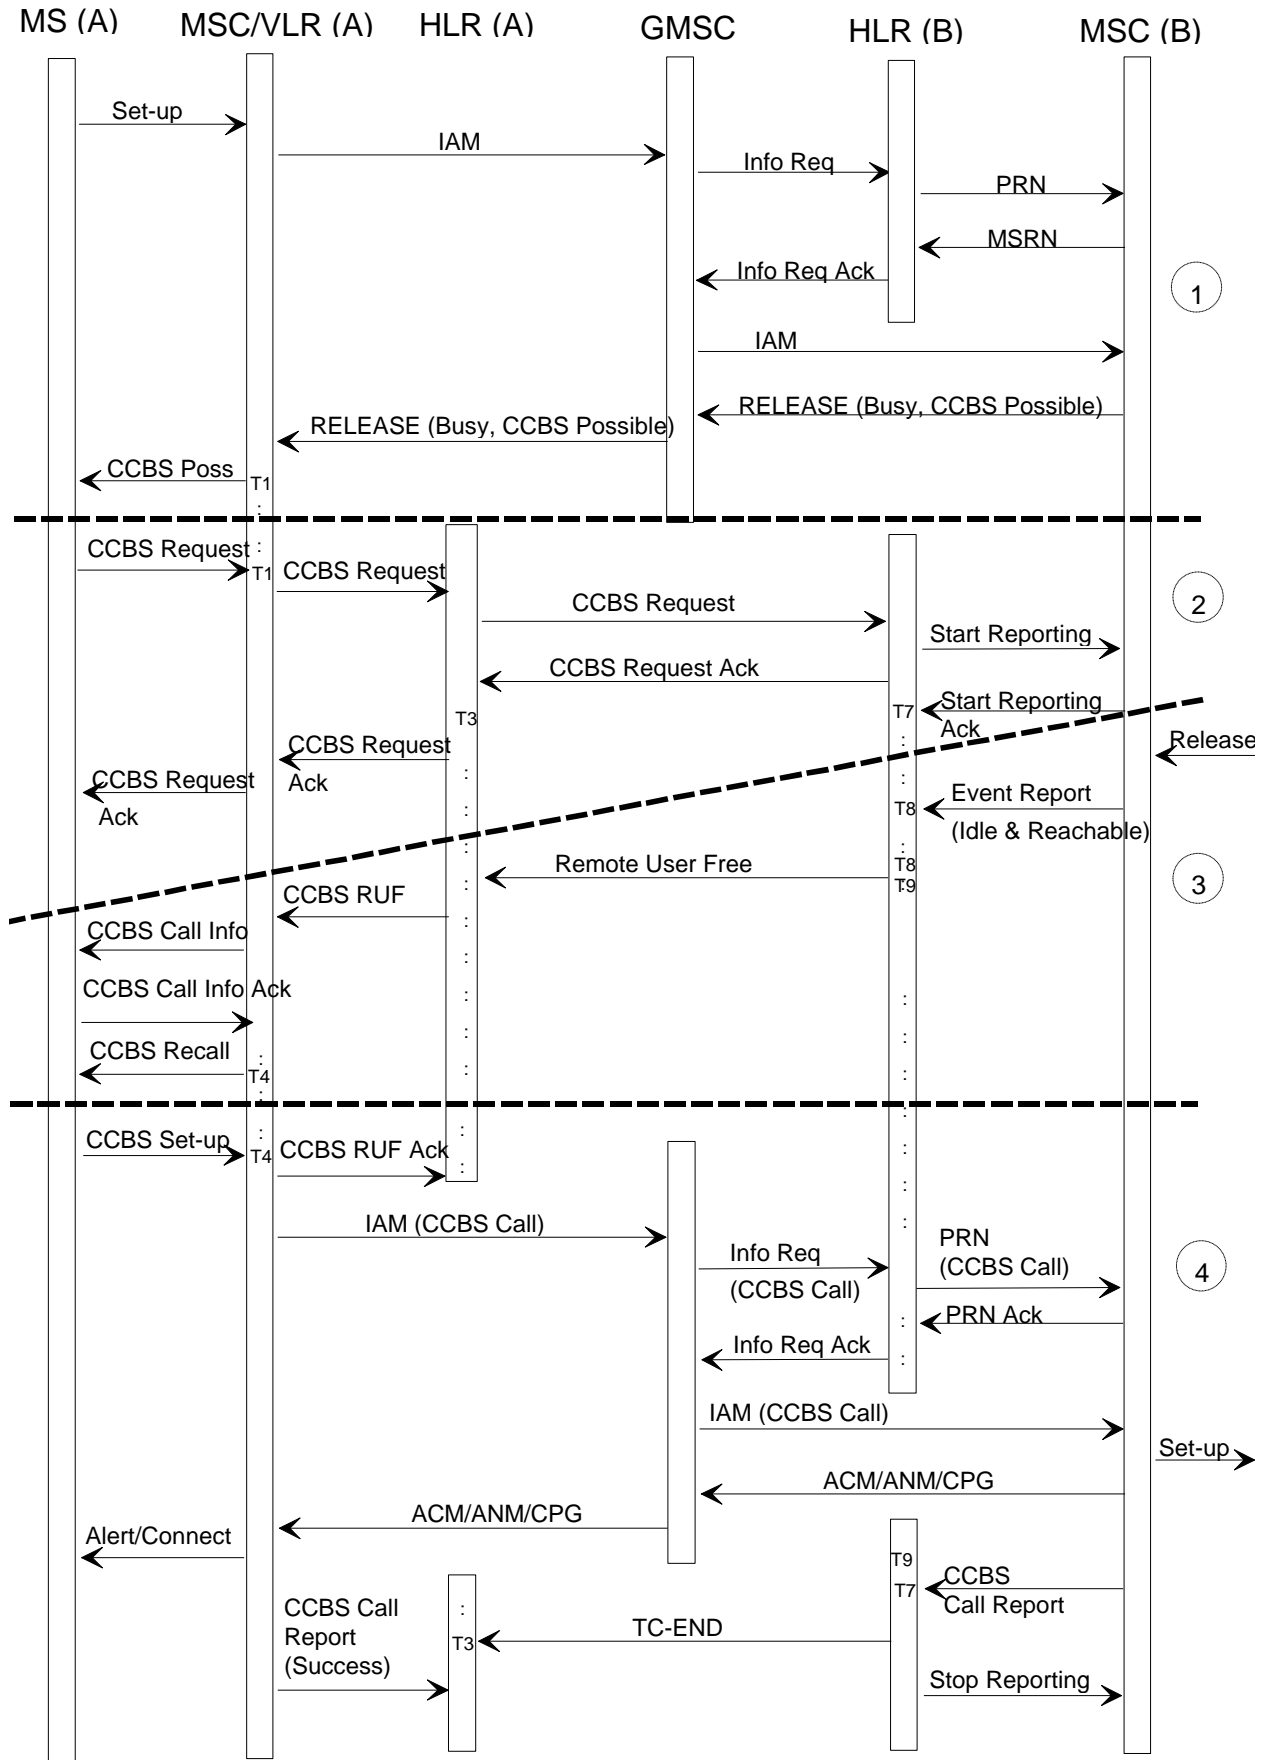 MS (A) MSC/VLR (A) HLR (A) GMSC HLR (B) MSC (B)
Set-up
IAM
Info Req
PRN
MSRN
Info Req Ack
1
IAM
RELEASE (Busy, CCBS Possible)
RELEASE (Busy, CCBS Possible)
CCBS Poss
T1
:
:
CCBS Request
T1
CCBS Request
CCBS Request
2
Start Reporting
CCBS Request Ack
T3
T7
Start Reporting
Ack
CCBS Request
Ack
Release
CCBS Request
Ack
T8
Event Report
(Idle & Reachable)
Remote User Free
T8
T9
3
CCBS RUF
CCBS Call Info
CCBS Call Info Ack
CCBS Recall
T4
CCBS Set-up
T4
CCBS RUF Ack
IAM (CCBS Call)
Info Req
(CCBS Call)
PRN
(CCBS Call)
4
PRN Ack
Info Req Ack
IAM (CCBS Call)
Set-up
ACM/ANM/CPG
ACM/ANM/CPG
Alert/Connect
T9
T7
CCBS
Call Report
CCBS Call
Report
(Success)
T3
TC-END
Stop Reporting